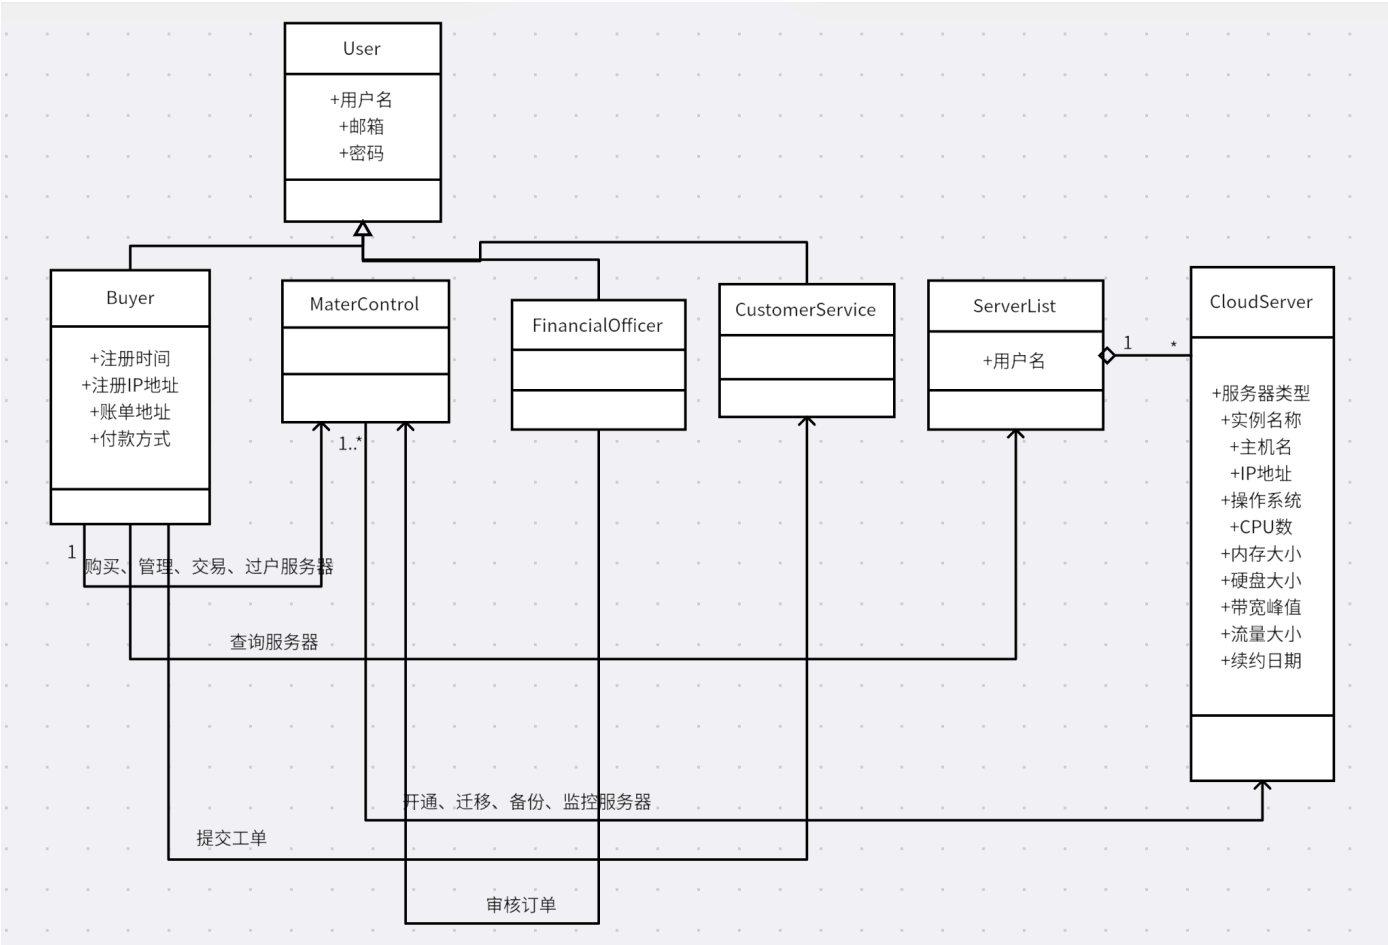 User
+用户名
+邮箱
+密码
Buyer
+注册时间
+注册IP地址
+账单地址
+付款方式
MaterControl
FinancialOfficer
CustomerService
ServerList
+用户名
CloudServer
+服务器类型
+实例名称
+主机名
+IP地址
+操作系统
+CPU数
+内存大小
+硬盘大小
+带宽峰值
+流量大小
+续约日期
1
*
1..*
1
购买、管理、交易、过户服务器
查询服务器
开通、迁移、备份、监控服务器
提交工单
审核订单